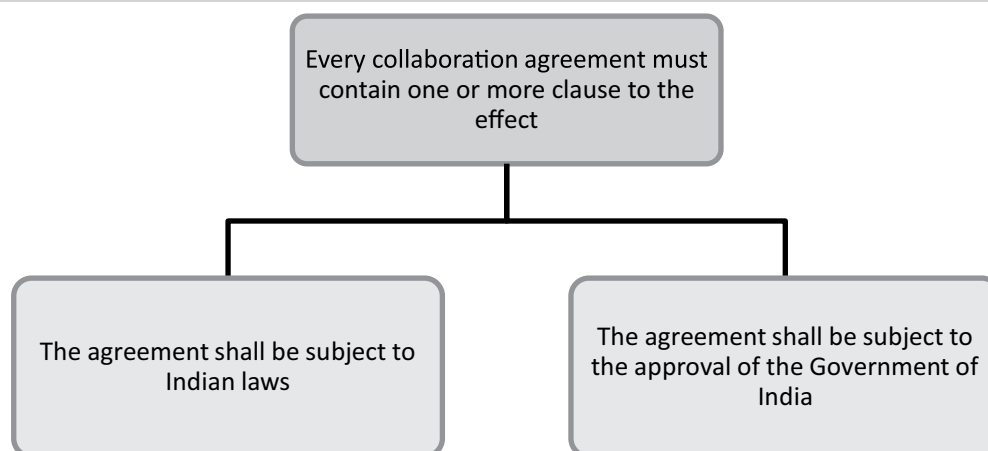 Every collaboration agreement must
contain one or more clause to the
effect
The agreement shall be subject to
Indian laws
The agreement shall be subject to
the approval of the Government of
India